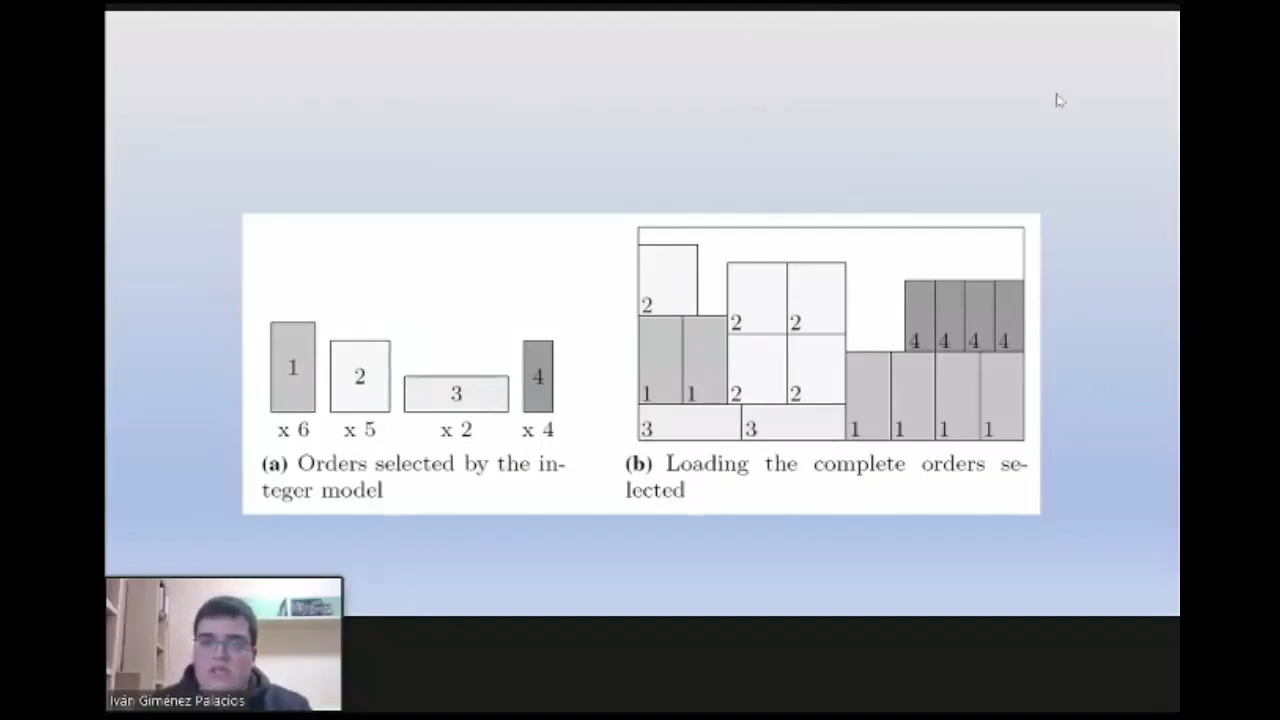 1
2
3
4
x 6
x 5
x 2
x 4
(a) Orders selected by the in-
teger model
2
2 2
1 1 2 2
4 4 4 4
3 3 1 1 1 1
(b) Loading the complete orders se-
lected
Iván Giménez Palacios